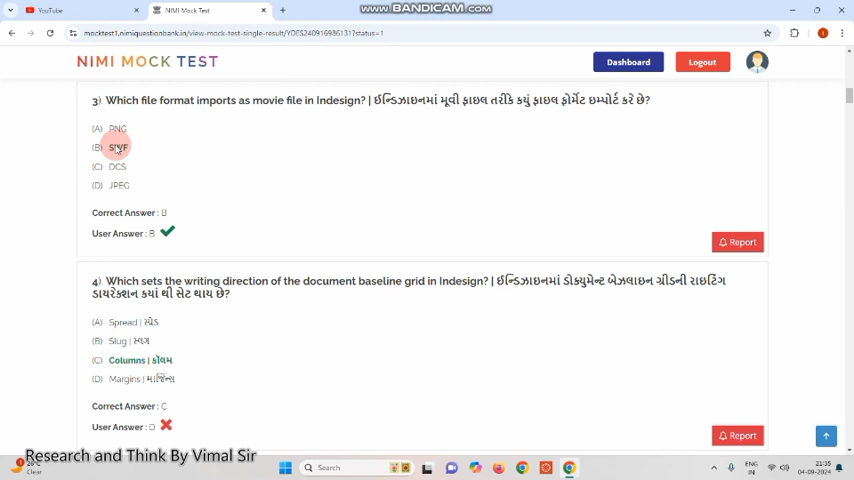 www.BANDICAM.com
YouTube
NIMI Mock Test
mocktest1.nimiquestionbank.in/view-mock-test-single-result/YDES24091698613​1?status=1
NIMI MOCK TEST
Dashboard
Logout
3). Which file format imports as movie file in Indesign? | ઈન્ડિઝાઇનમાં મૂવી ફાઇલ તરીકે કયું ફાઇલ ફોર્મેટ ઇમ્પોર્ટ કરે છે?
(A) PNG
(B) SWF
(C) DCS
(D) JPEG
Correct Answer : B
User Answer : B
Report
4). Which sets the writing direction of the document baseline grid in Indesign? | ઈન્ડિઝાઇનમાં ડોક્યુમેન્ટ બેઝલાઇન ગ્રીડની રાઇટિંગ
ડાયરેક્શન કયાં થી સેટ થાય છે?
(A) Spread | સ્પ્રેડ
(B) Slug | સ્લગ
(C) Columns | કૉલમ
(D) Margins | માર્જિન્સ
Correct Answer : C
User Answer : D
Report
Research and Think By Vimal Sir
Clear
Search
ENG
IN
21:35
04-09-2024